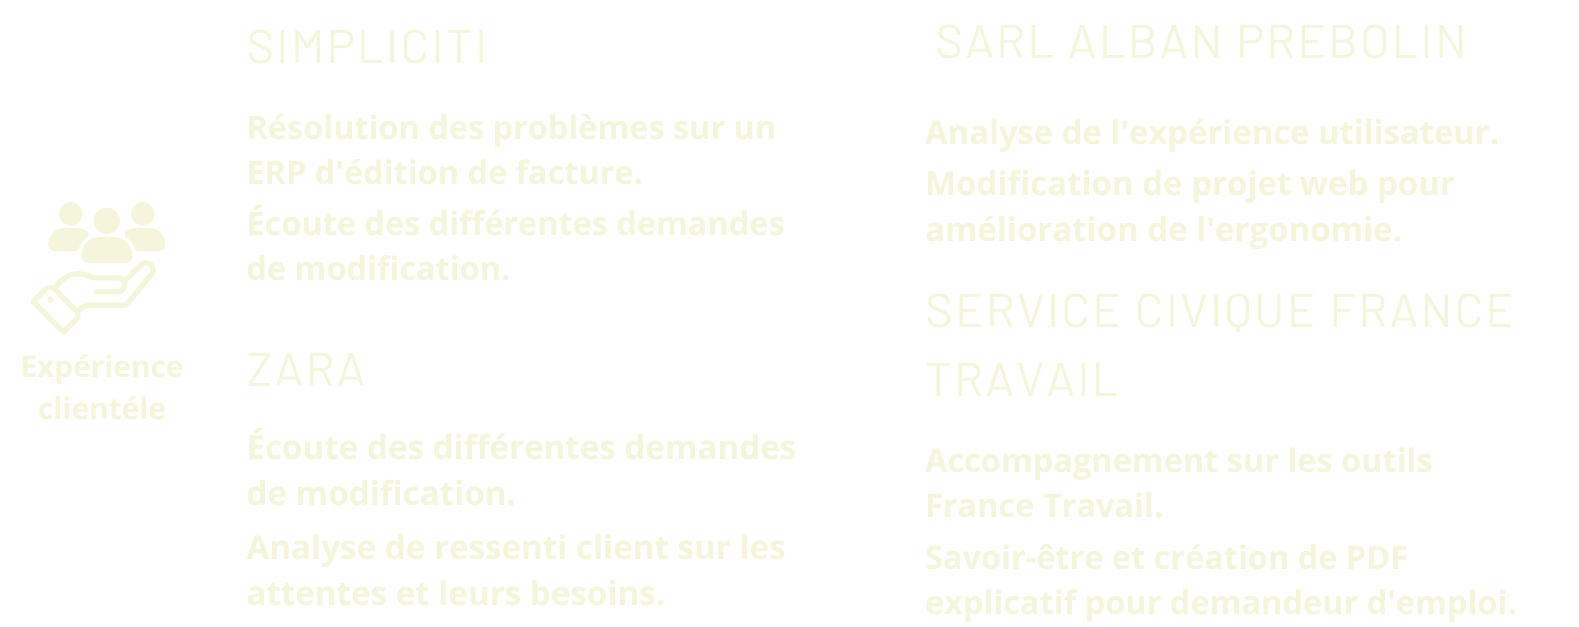 Expérience
clientéle
SIMPLICITI
Résolution des problèmes sur un
ERP d'édition de facture.
Écoute des différentes demandes
de modification.
ZARA
Écoute des différentes demandes
de modification.
Analyse de ressenti client sur les
attentes et leurs besoins.
SARL ALBAN PREBOLIN
Analyse de l'expérience utilisateur.
Modification de projet web pour
amélioration de l'ergonomie.
SERVICE CIVIQUE FRANCE
TRAVAIL
Accompagnement sur les outils
France Travail.
Savoir-être et création de PDF
explicatif pour demandeur d'emploi.